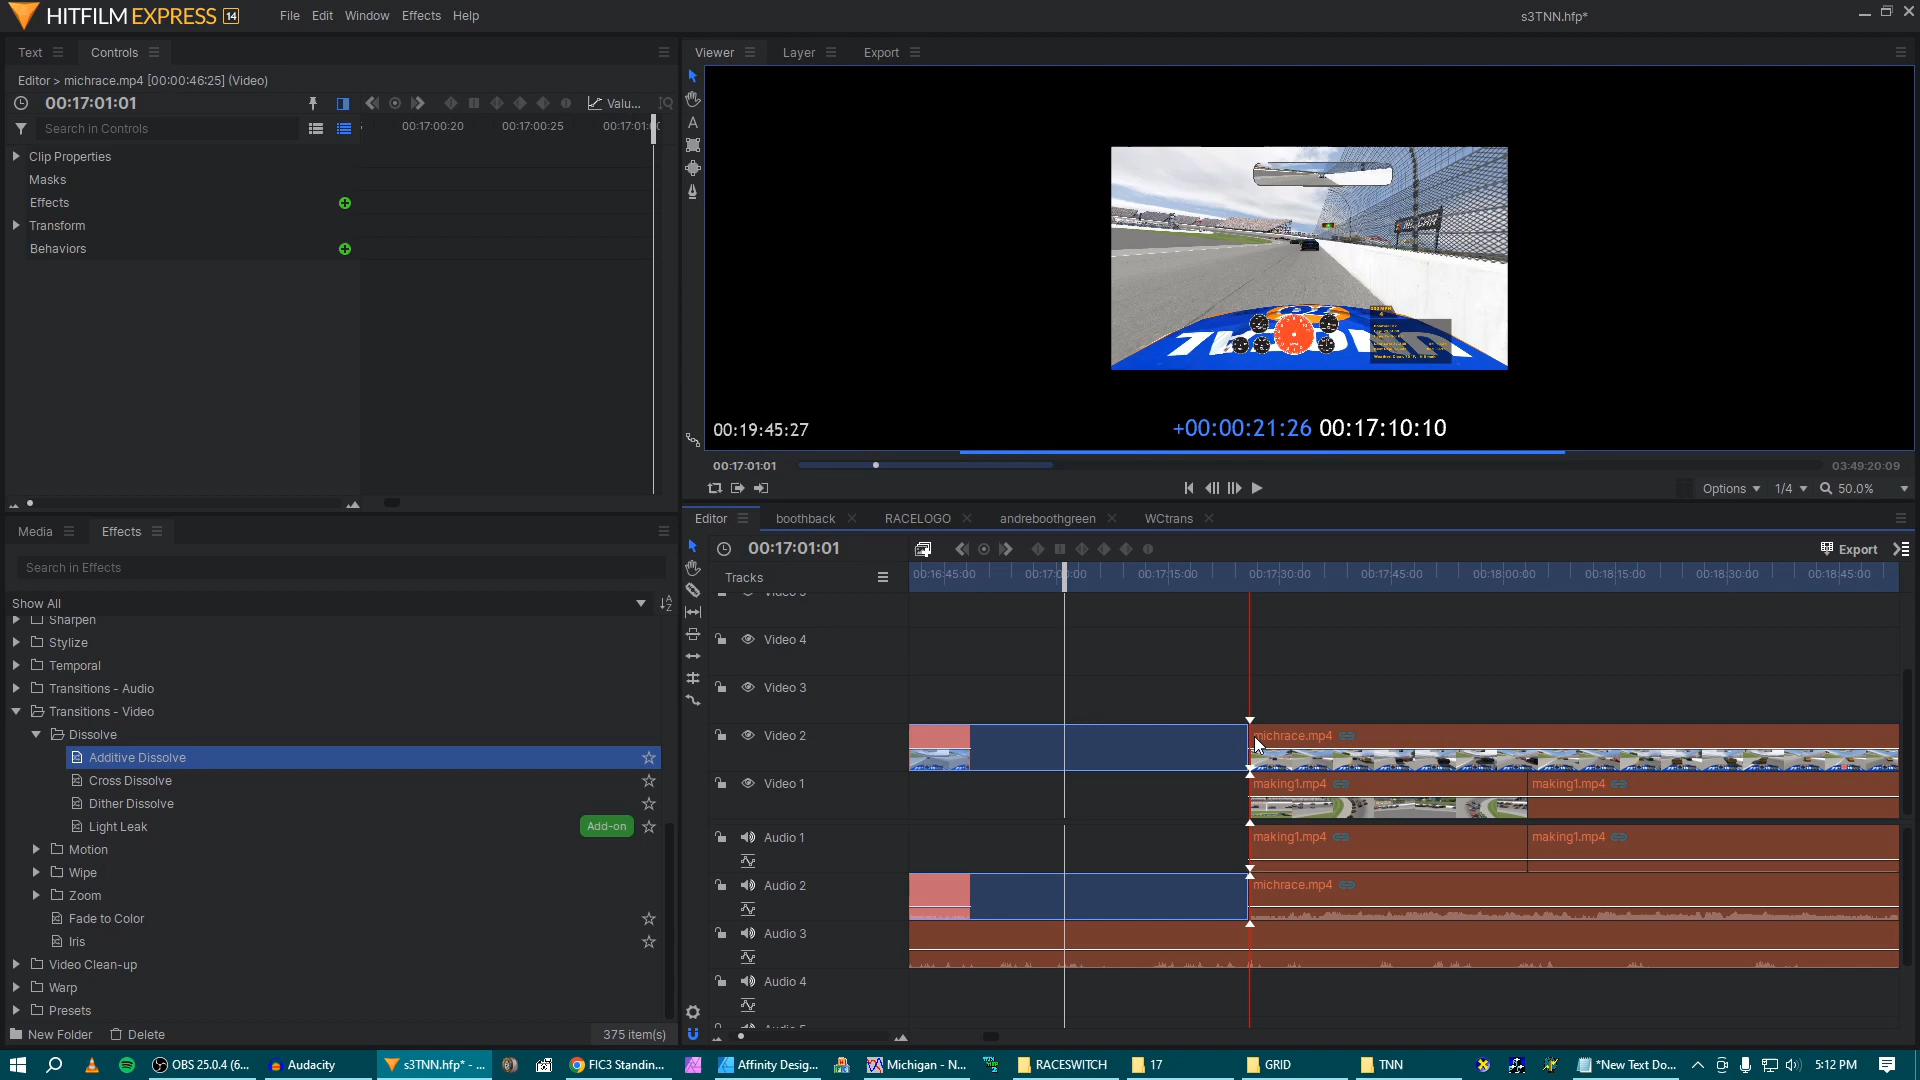 HITFILM EXPRESS 14
File Edit Window Effects Help
s3TNN.hfp*
Text
Controls
Editor > michrace.mp4 [00:00:46:25] (Video)
00:17:01:01
Valu...
Search in Controls
00:17:00:20
00:17:00:25
Clip Properties
Masks
Effects
Transform
Behaviors
Media
Effects
Search in Effects
Show All
Sharpen
Stylize
Temporal
Transitions - Audio
Transitions - Video
Dissolve
Additive Dissolve
Cross Dissolve
Dither Dissolve
Light Leak
Add-on
Motion
Wipe
Zoom
Fade to Color
Iris
Video Clean-up
Warp
Presets
New Folder
Delete
375 item(s)
Viewer
Layer
Export
00:19:45:27
+00:00:21:26 00:17:10:10
00:17:01:01
03:49:20:09
Options
1/4
50.0%
Editor
boothback
RACELOGO
andreboothgreen
WCtrans
00:17:01:01
Export
Tracks
00:16:45:00
00:17:15:00
00:17:30:00
00:17:45:00
00:18:00:00
00:18:15:00
00:18:30:00
00:18:45:00
Video 4
Video 3
Video 2
michrace.mp4
Video 1
making1.mp4
making1.mp4
Audio 1
making1.mp4
making1.mp4
Audio 2
michrace.mp4
Audio 3
Audio 4
OBS 25.0.4 (6...
Audacity
s3TNN.hfp* - ...
FIC3 Standin...
Affinity Desig...
Michigan - N...
RACESWITCH
17
GRID
TNN
*New Text Do...
5:12 PM